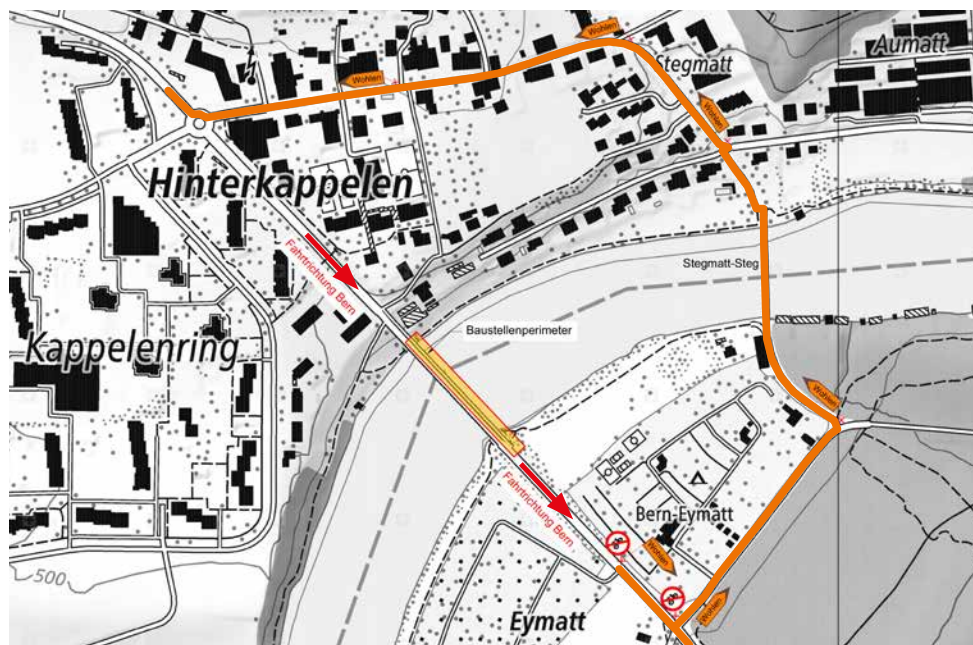 Wohlen
Wohlen
Stegmatt
Aumatt
Wohlen
Wohlen
Hinterkappelen
Fahrtrichtung Bern
Stegmatt-Steg
Baustellenperimeter
Kappelenring
Wohlen
Fahrtrichtung Bern
Bern-Eymatt
Wohlen
500
Eymatt
Wohlen